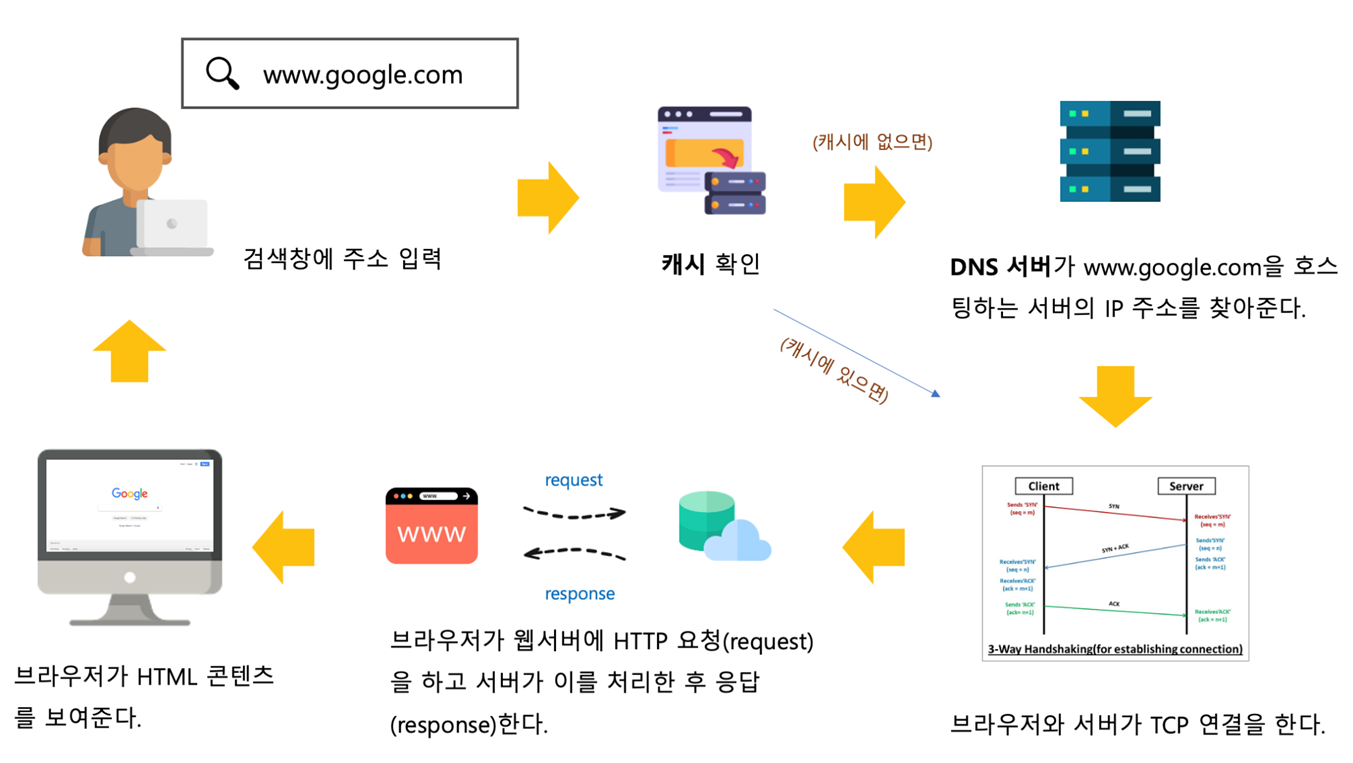 www.google.com
검색창에 주소 입력
캐시 확인
(캐시에 없으면)
DNS 서버가 www.google.com을 호스
팅하는 서버의 IP 주소를 찾아준다.
(캐시에 있으면)
Client
Server
Sends 'SYN'
(seq = m)
SYN
Receives'SYN'
(seq = m)
Sends'SYN'
(seq = n)
SYN + ACK
Sends 'ACK'
(ack = m+1)
Receives'SYN'
(seq = n)
Receives'ACK'
(ack = m+1)
Sends 'ACK'
(ack= n+1)
ACK
Receives'ACK'
(ack = n+1)
3-Way Handshaking(for establishing connection)
브라우저와 서버가 TCP 연결을 한다.
www
www
request
response
브라우저가 웹서버에 HTTP 요청(request)
을 하고 서버가 이를 처리한 후 응답
(response)한다.
Google
브라우저가 HTML 콘텐츠
를 보여준다.